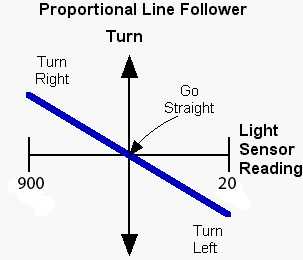 Proportional Line Follower
Turn
Turn
Right
Go
Straight
Light
Sensor
Reading
900
20
Turn
Left